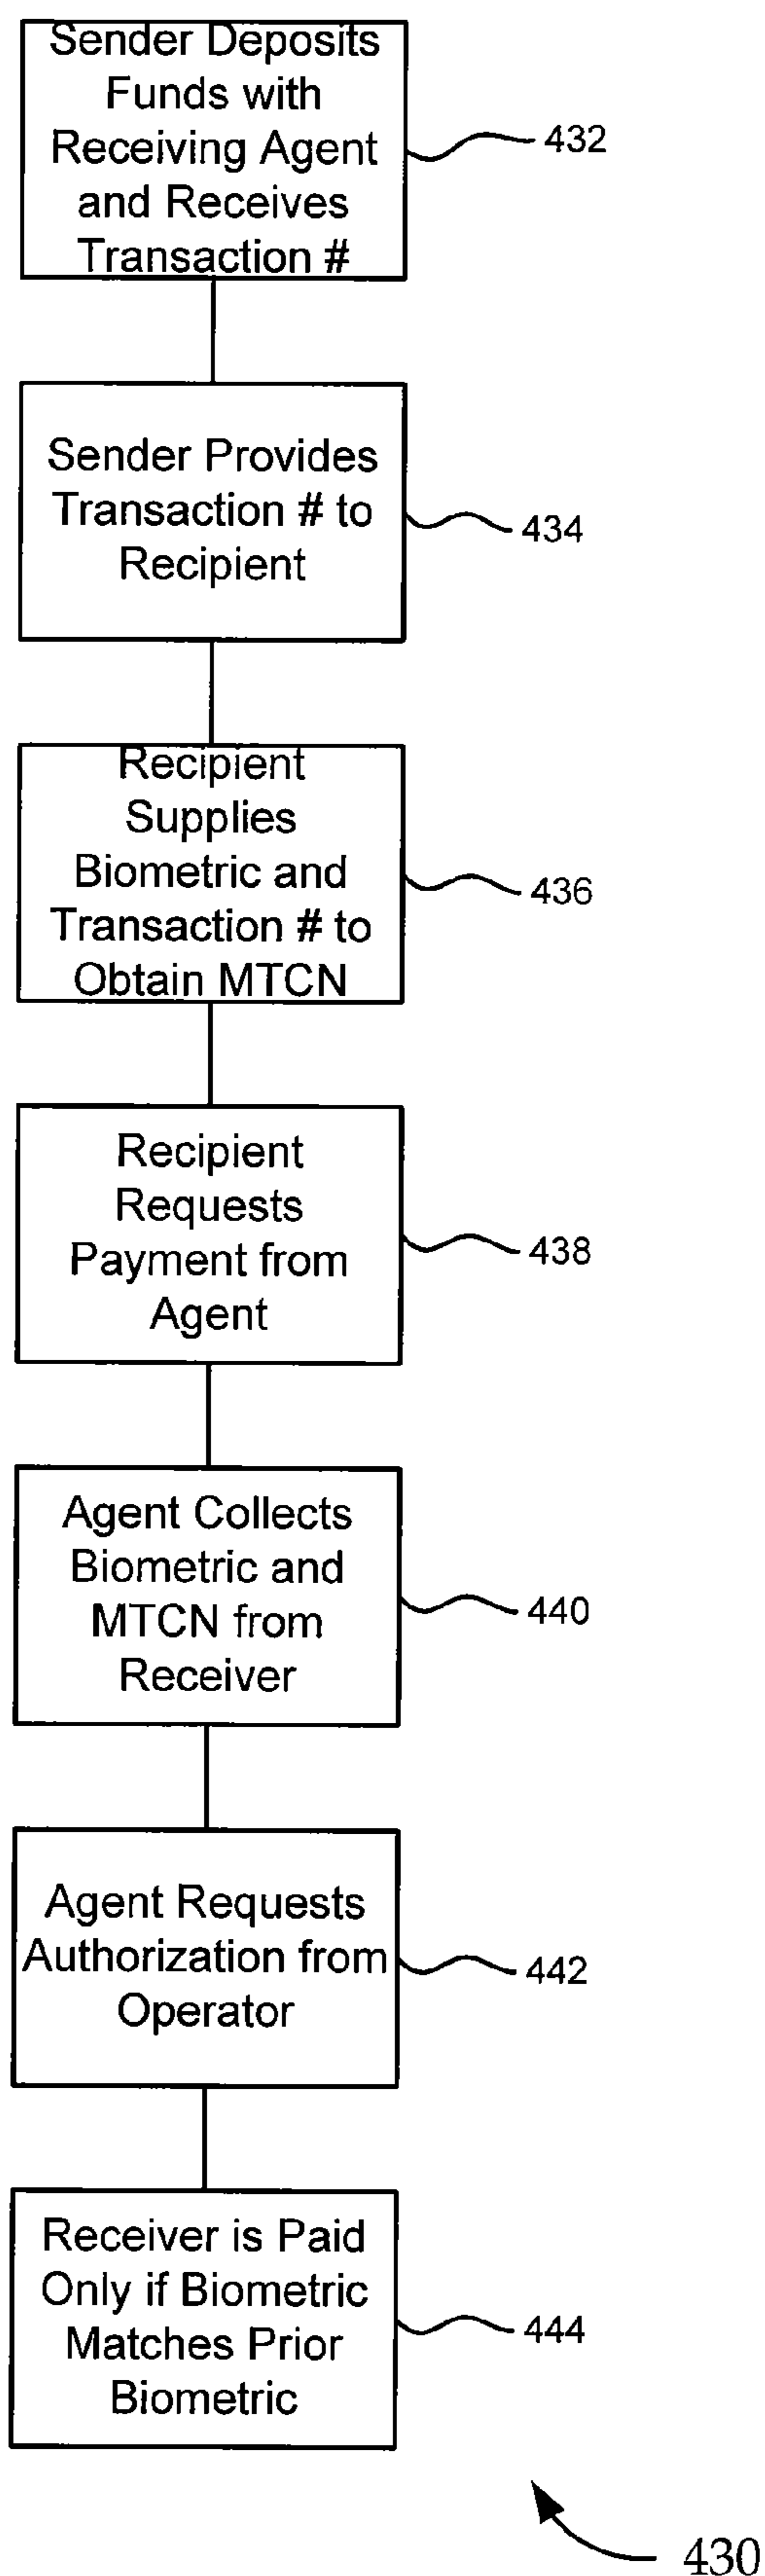 Sender Deposits
Funds with
Receiving Agent
and Receives
Transaction #
432
Sender Provides
Transaction # to
Recipient
434
Recipient
Supplies
Biometric and
Transaction # to
Obtain MTCN
436
Recipient
Requests
Payment from
Agent
438
Agent Collects
Biometric and
MTCN from
Receiver
440
Agent Requests
Authorization from
Operator
442
Receiver is Paid
Only if Biometric
Matches Prior
Biometric
444
430